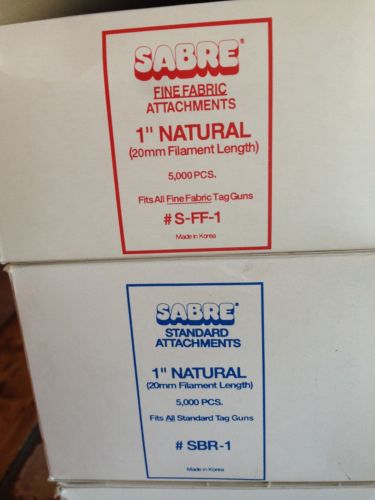 SABRE®
FINE FABRIC
ATTACHMENTS
1" NATURAL
(20mm Filament Length)
5,000 PCS.
Fits All Fine Fabric Tag Guns
# S-FF-1
Made in Korea
SABRE®
STANDARD
ATTACHMENTS
1" NATURAL
(20mm Filament Length)
5,000 PCS.
Fits All Standard Tag Guns
# SBR-1
Made in Korea